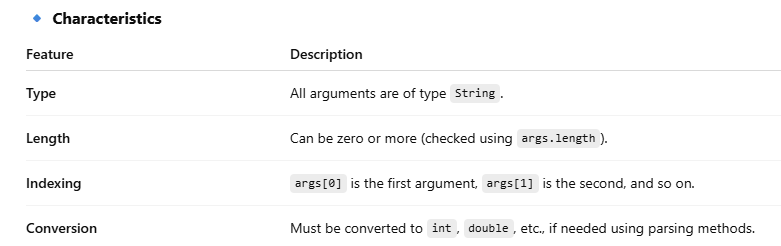 Characteristics
Feature Description
Type All arguments are of type String.
Length Can be zero or more (checked using args.length).
Indexing args[0] is the first argument, args[1] is the second, and so on.
Conversion Must be converted to int, double, etc., if needed using parsing methods.